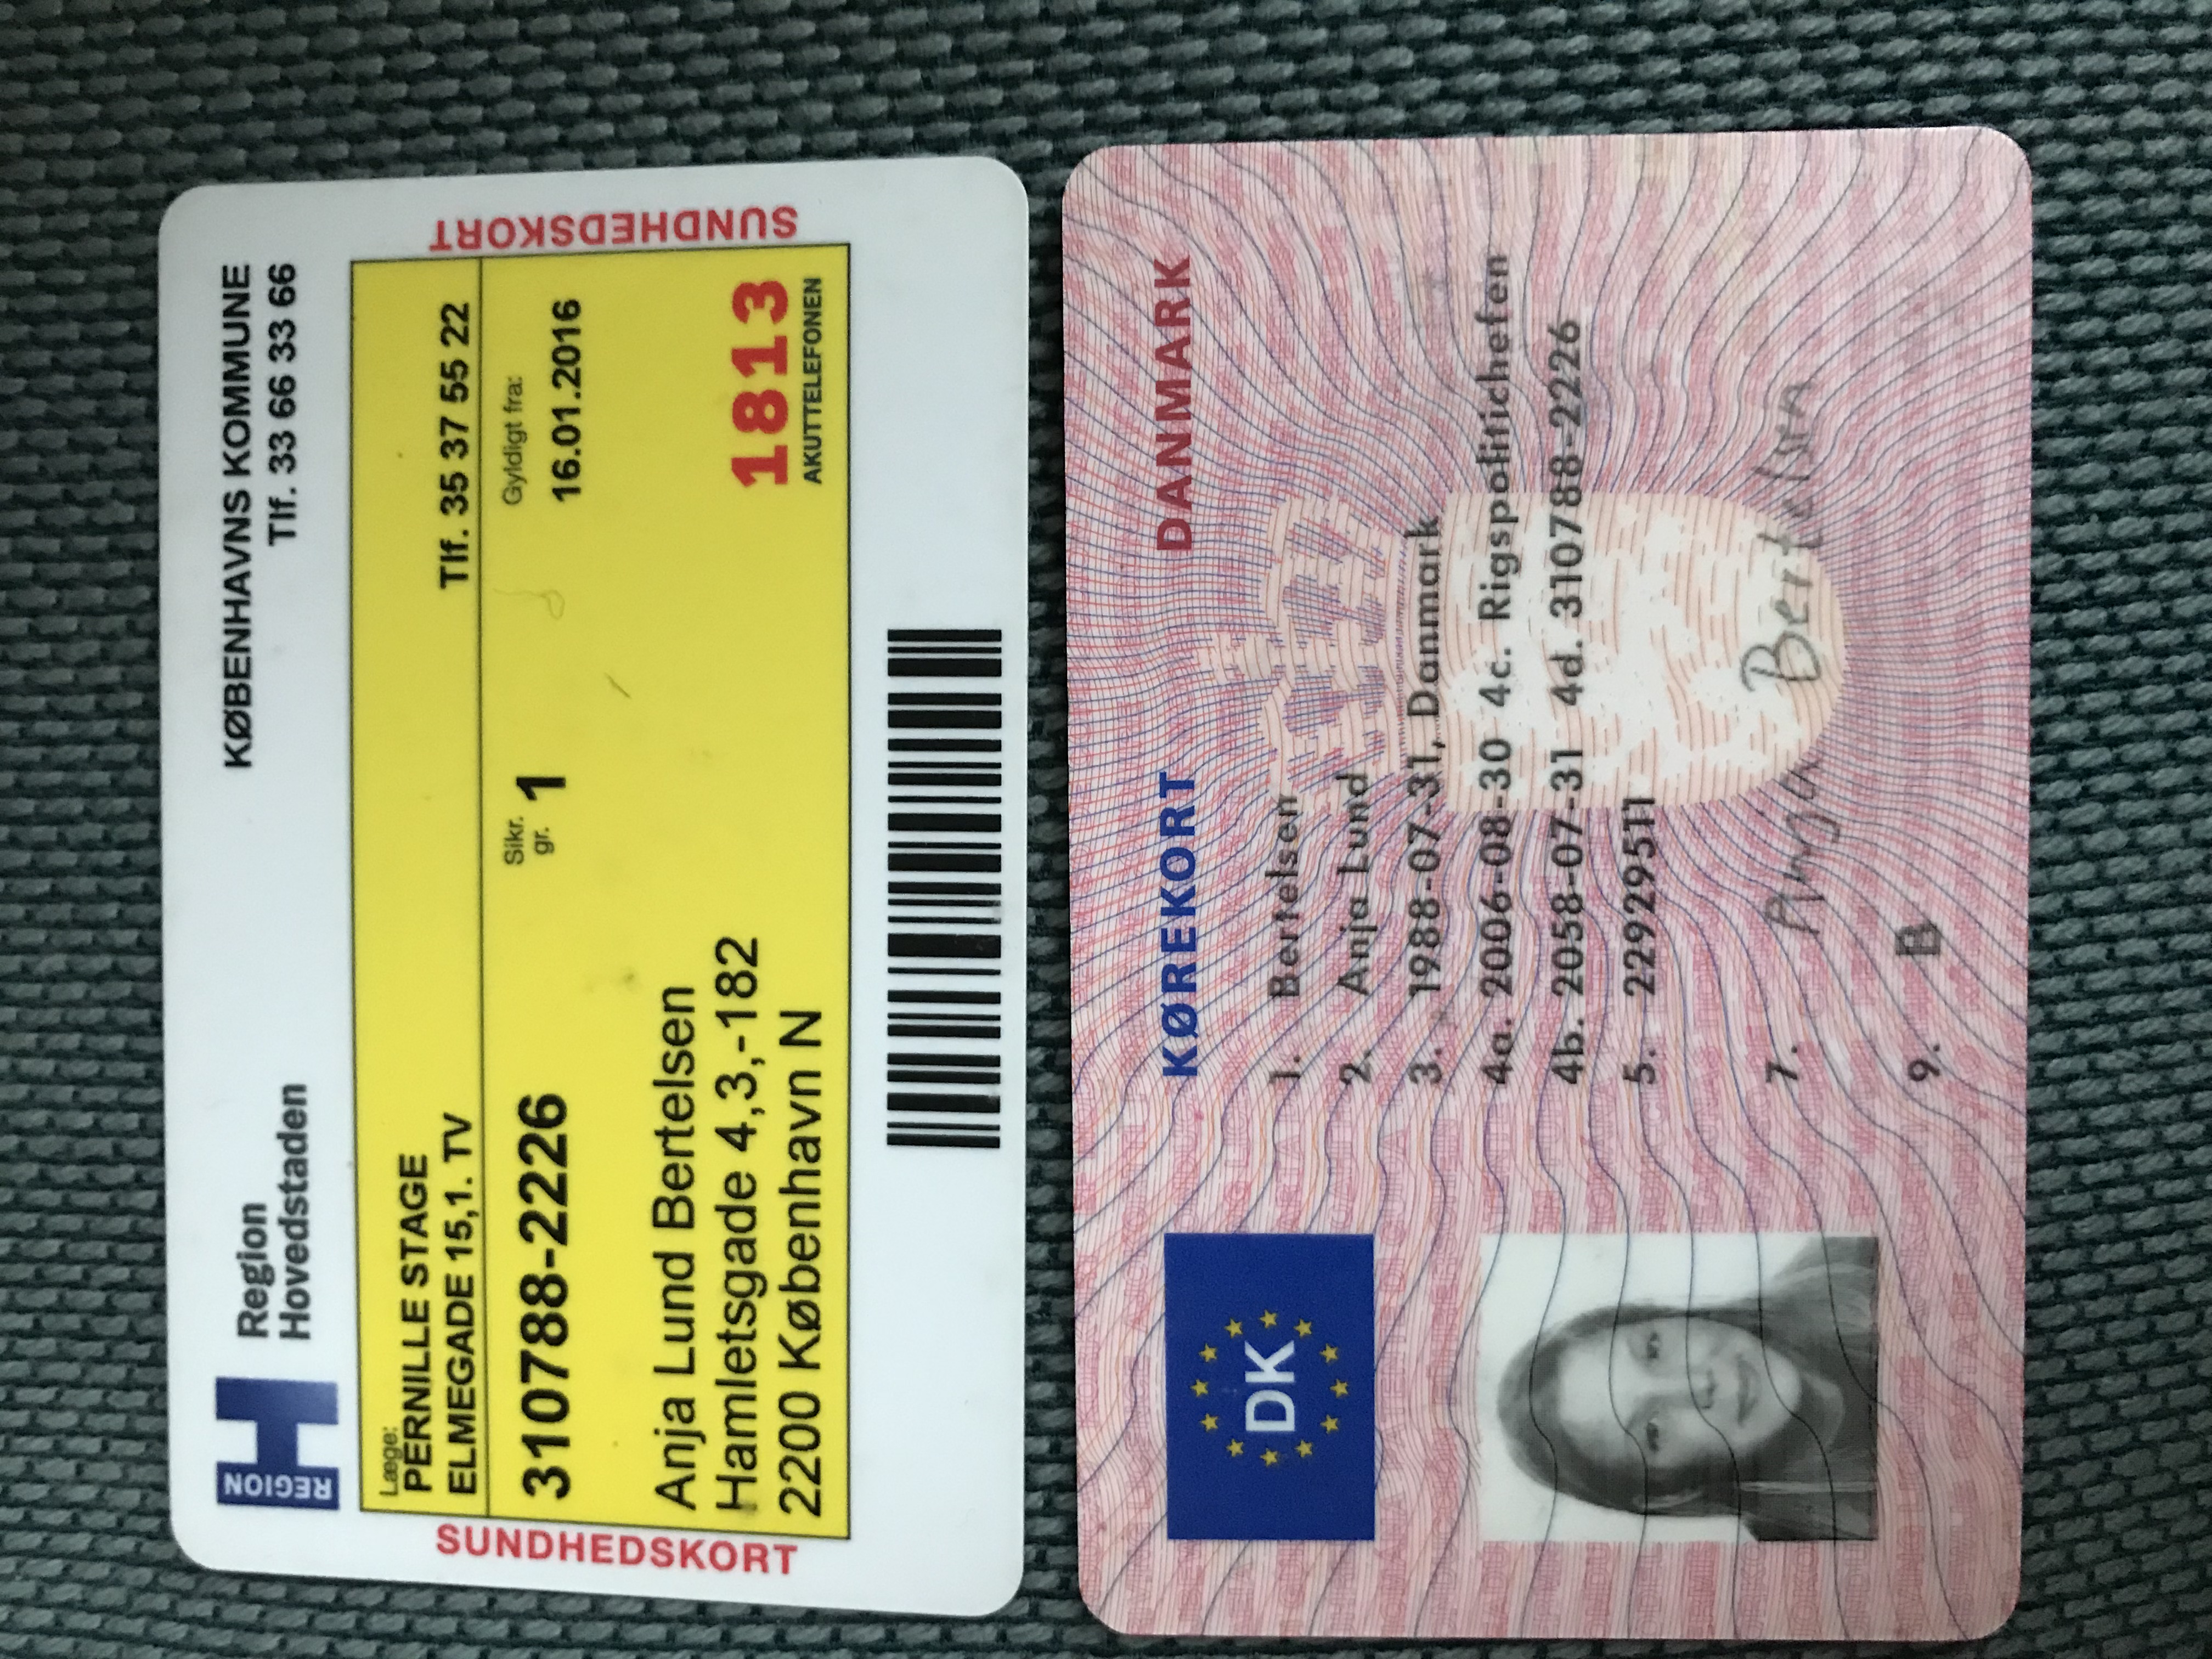 REGION
Region
Hovedstaden
KØBENHAVNS KOMMUNE
Tlf. 33 66 33 66
SUNDHEDSKORT
Læge:
PERNILLE STAGE
ELMEGADE 15,1. TV
Tlf. 35 37 55 22
310788-2226
Sikr. gr. 1
Gyldigt fra:
16.01.2016
Anja Lund Bertelsen
Hamletsgade 4,3,-182
2200 København N
1813
AKUTTELEFONEN
SUNDHEDSKORT
DK
KØREKORT DANMARK
1. Bertelsen
2. Anja Lund
3. 1988-07-31, Danmark
4a. 2006-08-30 4c. Rigspolitichefen
4b. 2058-07-31 4d. 310788-2226
5. 22929511
7. Anja Bertelsen
9. B